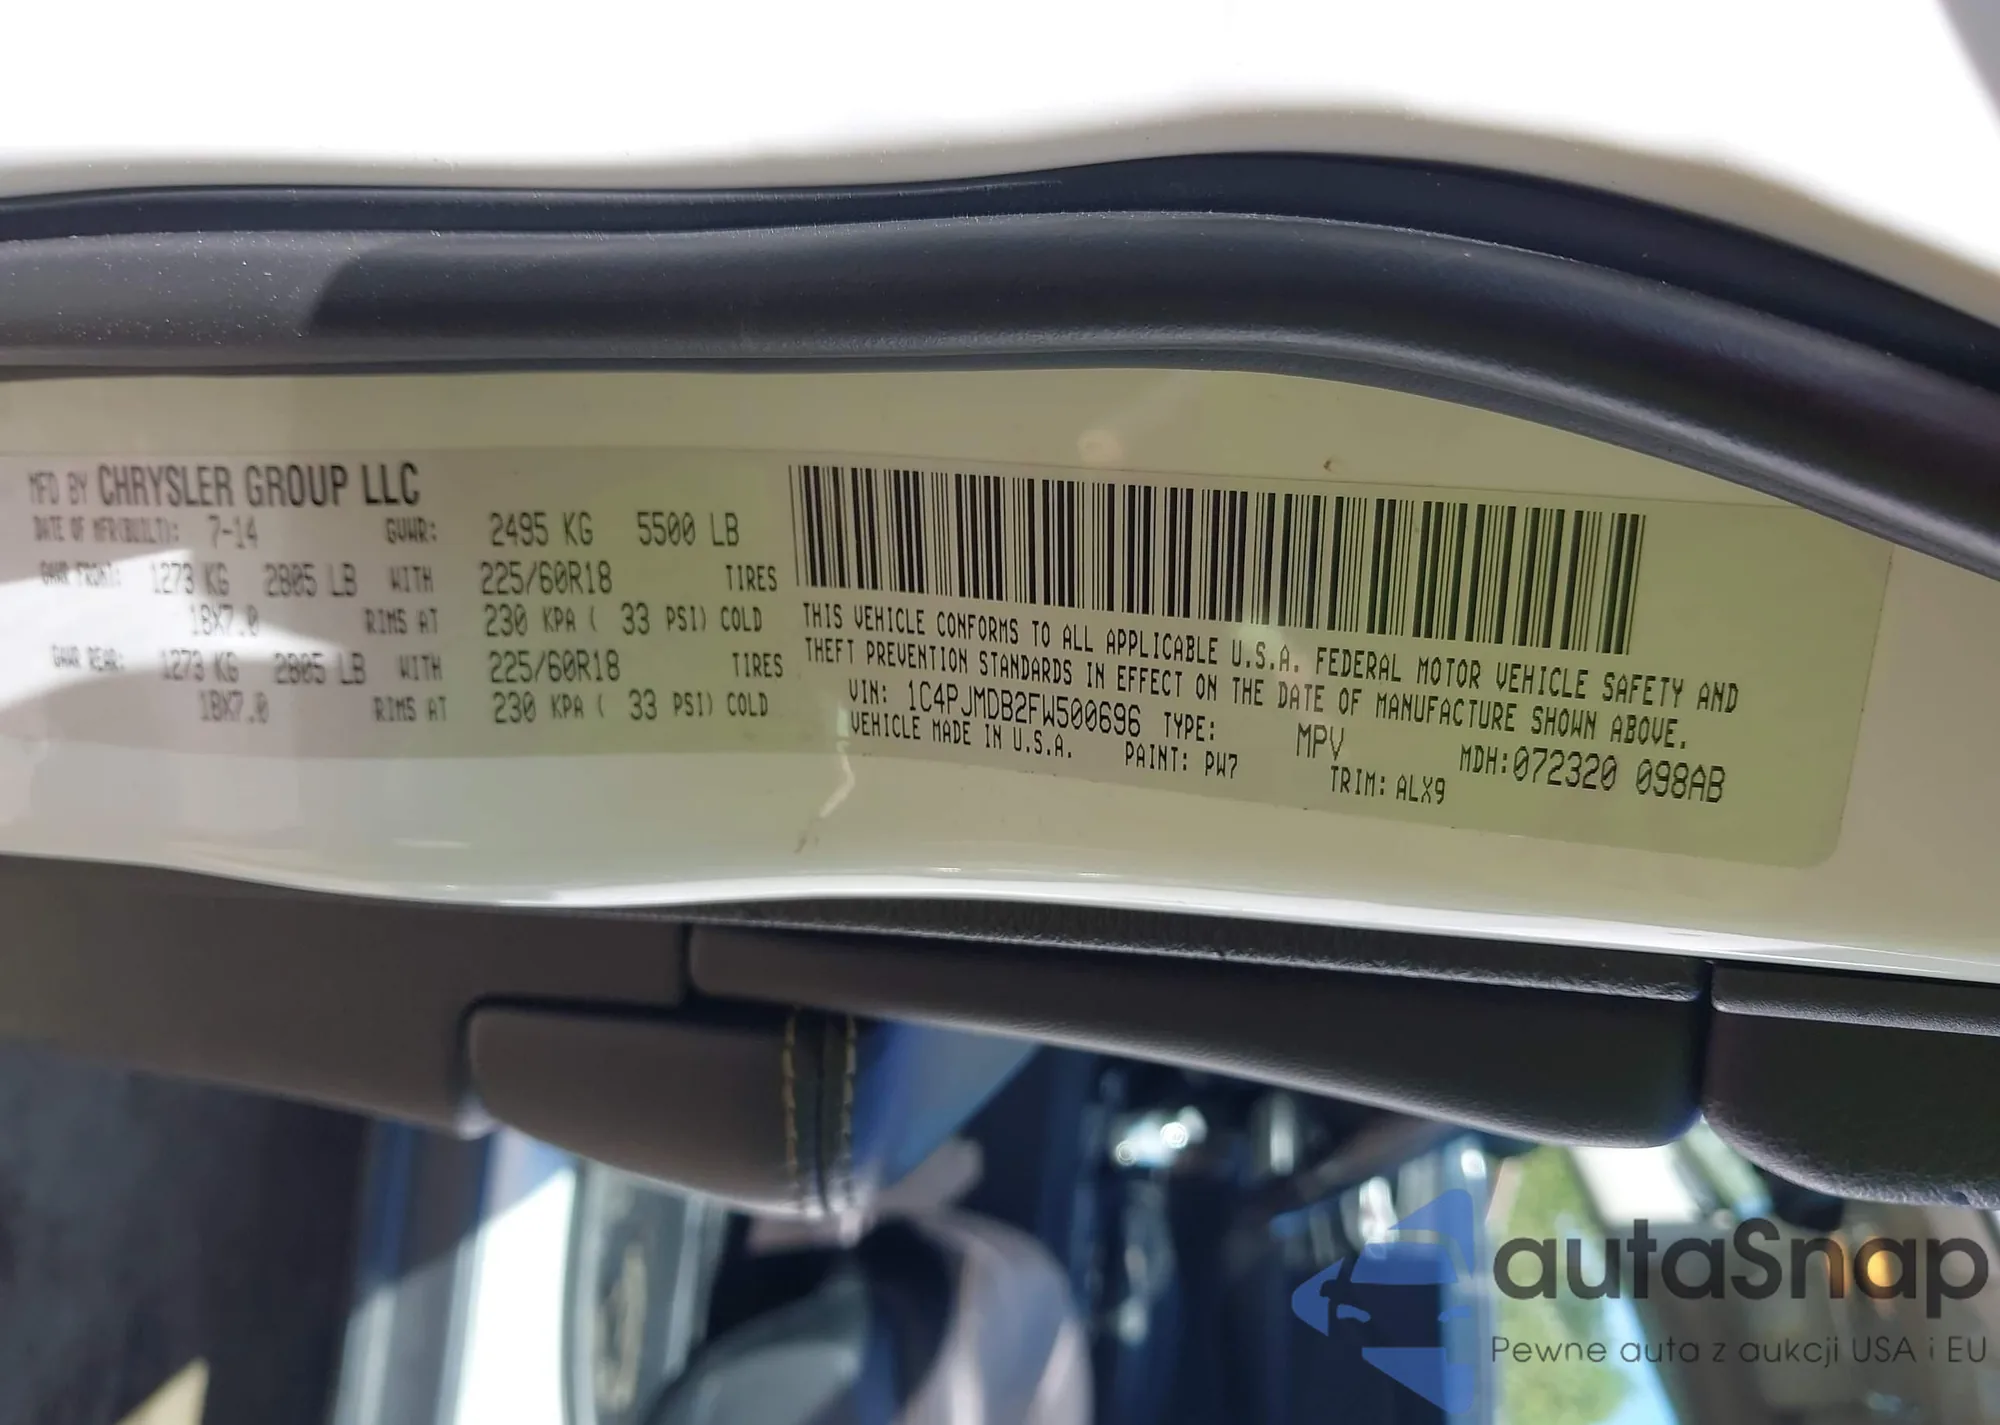 MFD BY CHRYSLER GROUP LLC
DATE OF MFR(BUILT): 7-14 GVWR: 2495 KG 5500 LB
GAWR FRONT: 1273 KG 2805 LB WITH 225/60R18 TIRES
18X7.0 RIMS AT 230 KPA ( 33 PSI) COLD
GAWR REAR: 1273 KG 2805 LB WITH 225/60R18 TIRES
18X7.0 RIMS AT 230 KPA ( 33 PSI) COLD
THIS VEHICLE CONFORMS TO ALL APPLICABLE U.S.A. FEDERAL MOTOR VEHICLE SAFETY AND
THEFT PREVENTION STANDARDS IN EFFECT ON THE DATE OF MANUFACTURE SHOWN ABOVE.
VIN: 1C4PJMDB2FW500696 TYPE: MPV MDH:072320 098AB
VEHICLE MADE IN U.S.A. PAINT: PW7 TRIM: ALX9
autaSnap
Pewne auta z aukcji USA i EU